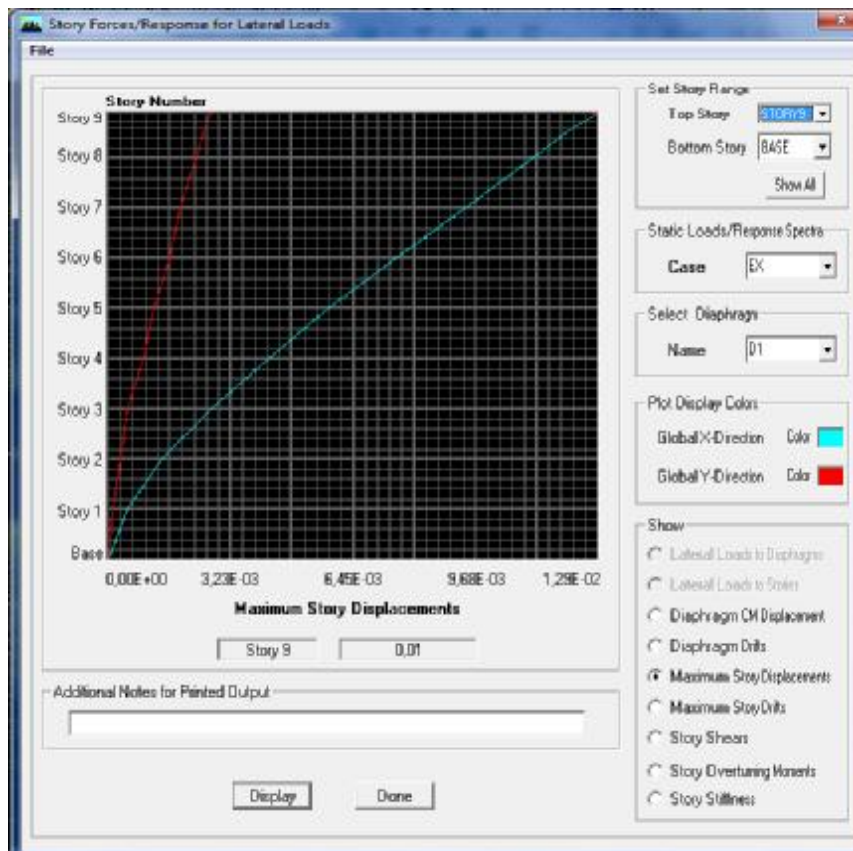 Story Forces/Response for Lateral Loads
File
Story Number
Story 9
Story 8
Story 7
Story 6
Story 5
Story 4
Story 3
Story 2
Story 1
Base
0,00E+00 3,23E-03 6,45E-03 9,68E-03 1,29E-02
Maximum Story Displacements
Story 9 0,01
Additional Notes for Printed Output
Display Done
Set Story Range
Top Story STORY9
Bottom Story BASE
Show All
Static Loads/Response Spectra
Case EX
Select Diaphragm
Name D1
Plot Display Colors
Global X-Direction Color
Global Y-Direction Color
Show
Lateral Loads to Diaphragms
Lateral Loads to Stories
Diaphragm CM Displacement
Diaphragm Drifts
Maximum Story Displacements
Maximum Story Drifts
Story Shears
Story Overturning Moments
Story Stiffness